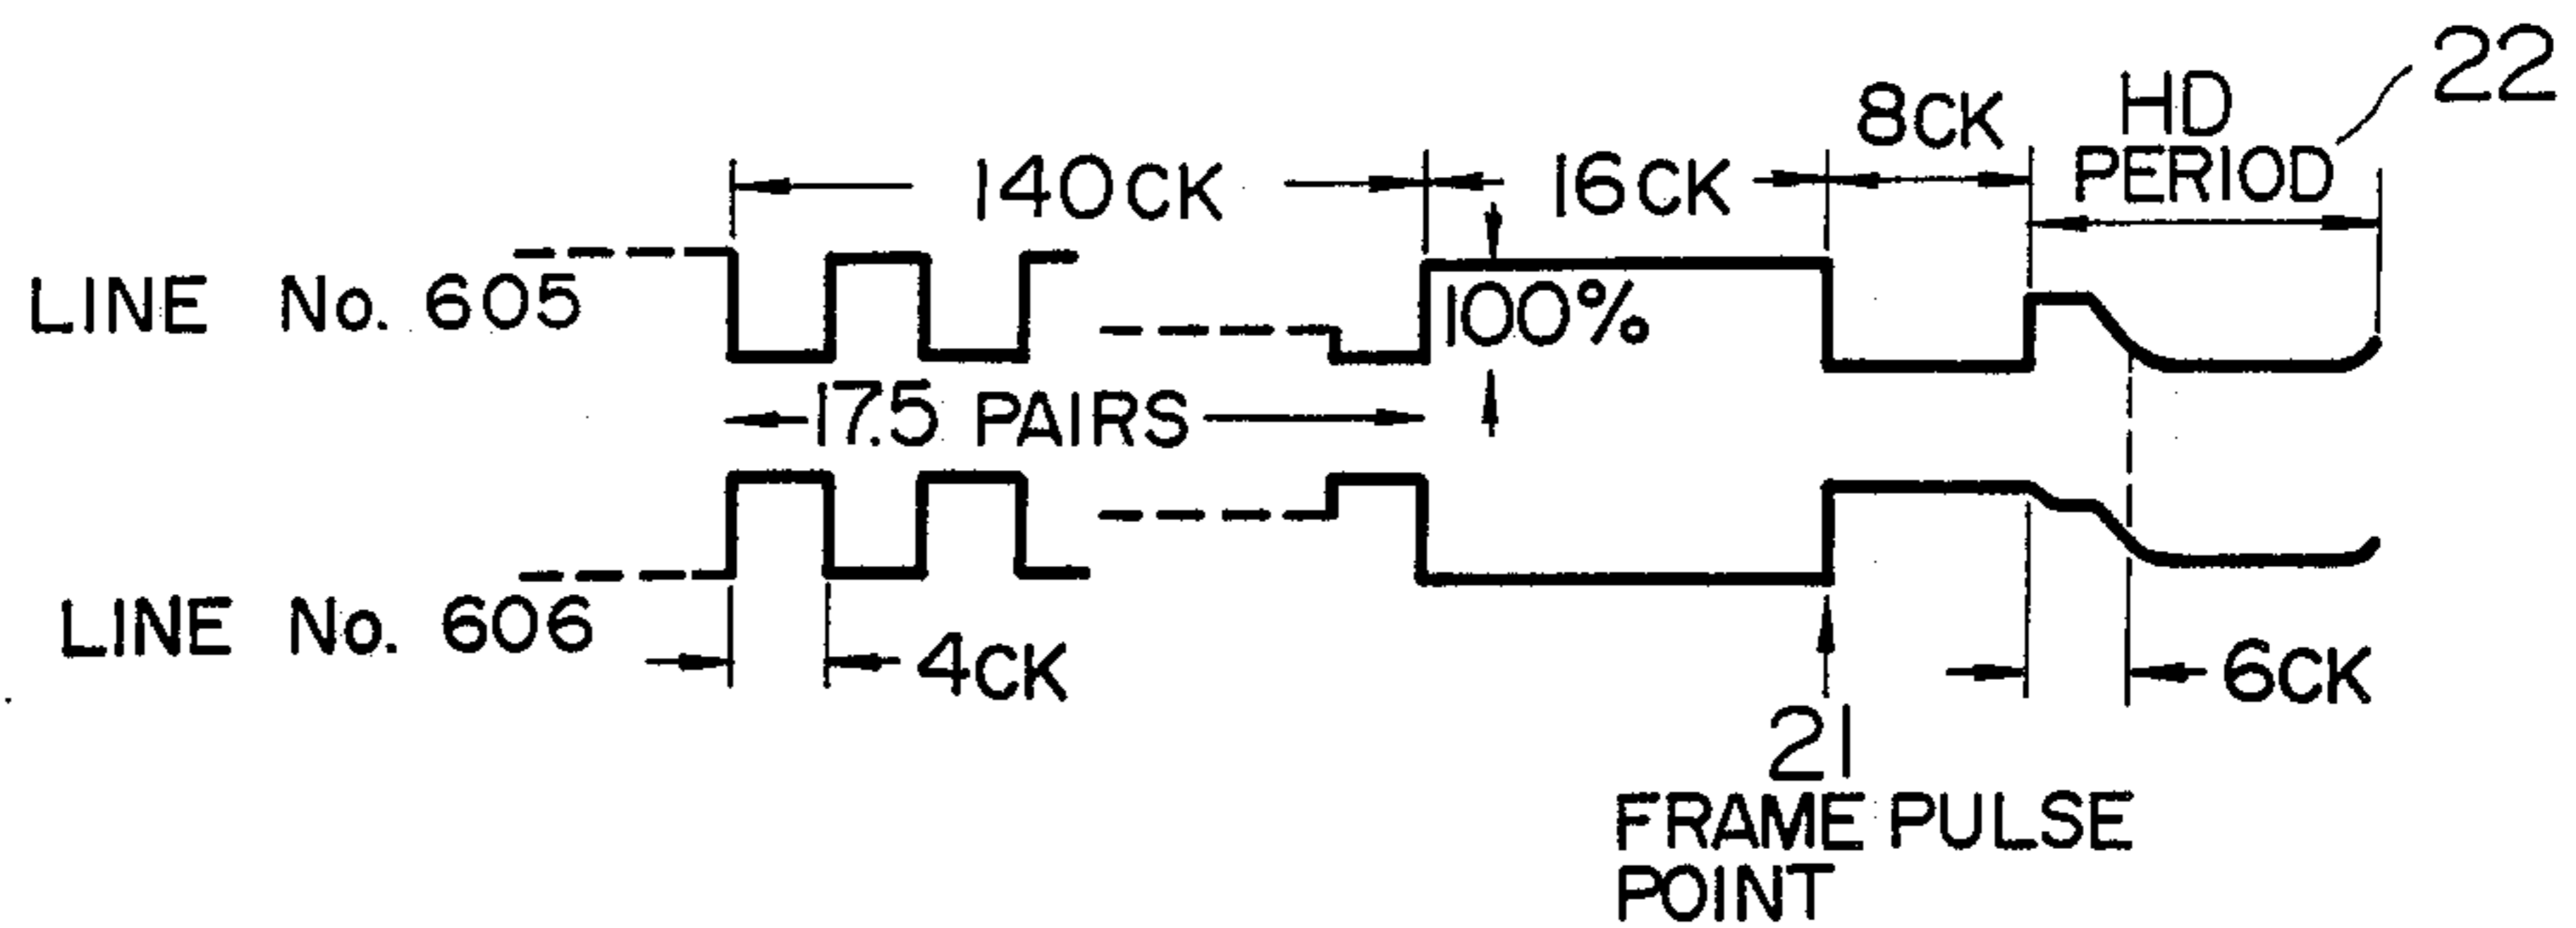 22
HD
PERIOD
8CK
16CK
140CK
LINE No. 605
100%
17.5 PAIRS
LINE No. 606
4CK
6CK
21
FRAME PULSE
POINT